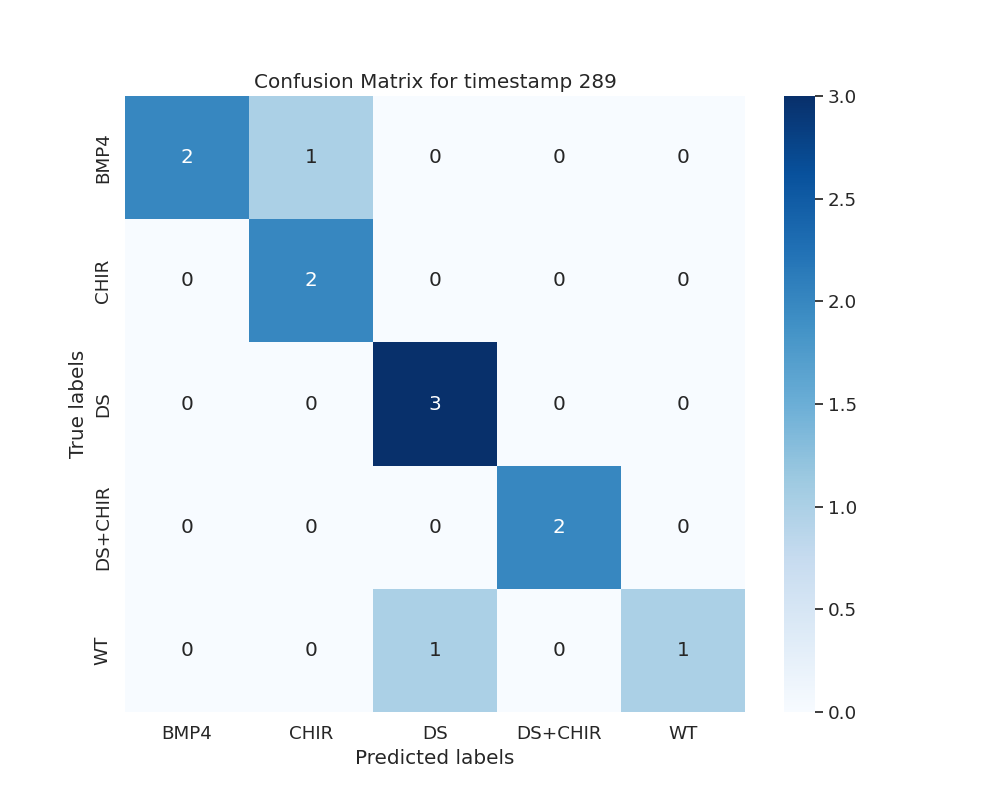 Confusion Matrix for timestamp 289
BMP4 2 1 0 0 0
CHIR 0 2 0 0 0
DS 0 0 3 0 0
DS+CHIR 0 0 0 2 0
WT 0 0 1 0 1
BMP4 CHIR DS DS+CHIR WT
Predicted labels
True labels
3.0
2.5
2.0
1.5
1.0
0.5
0.0